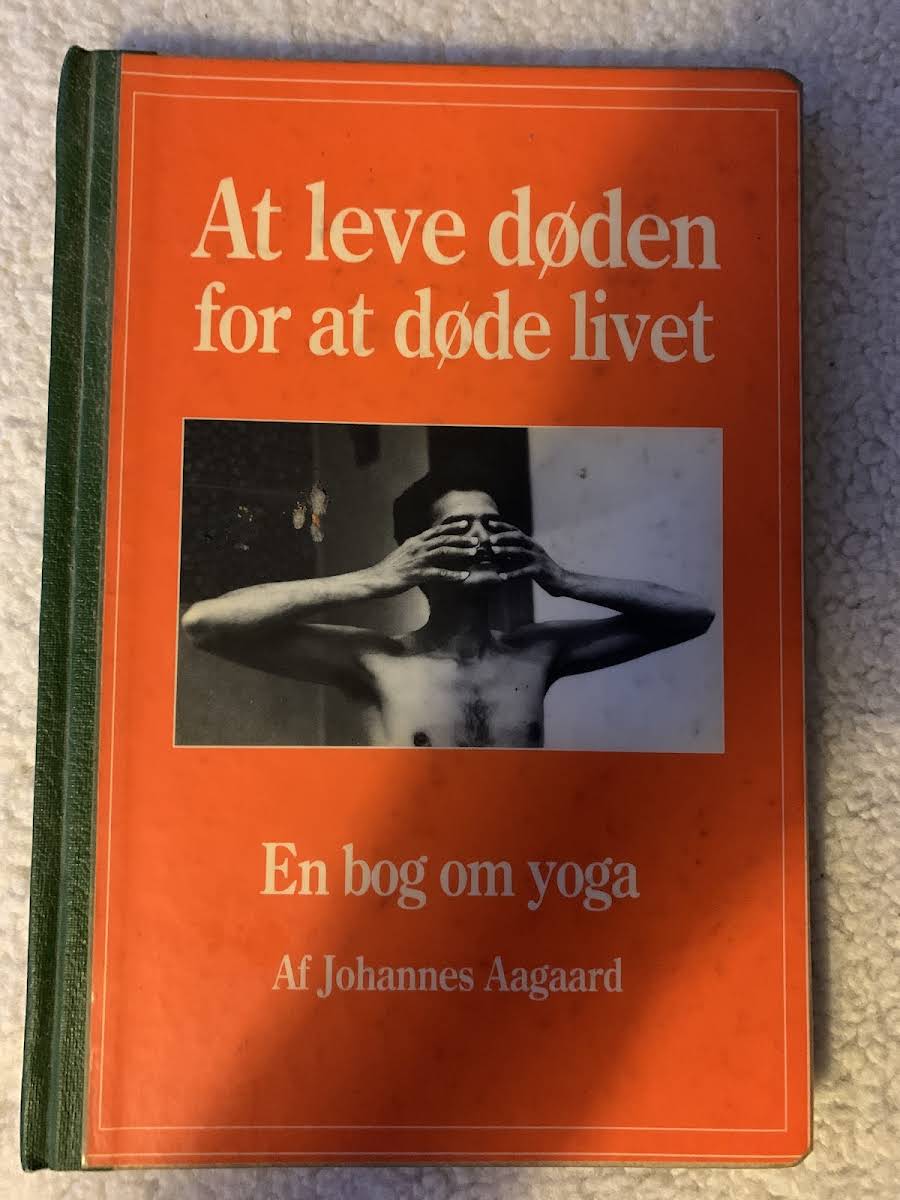 At leve døden
for at døde livet
En bog om yoga
Af Johannes Aagaard